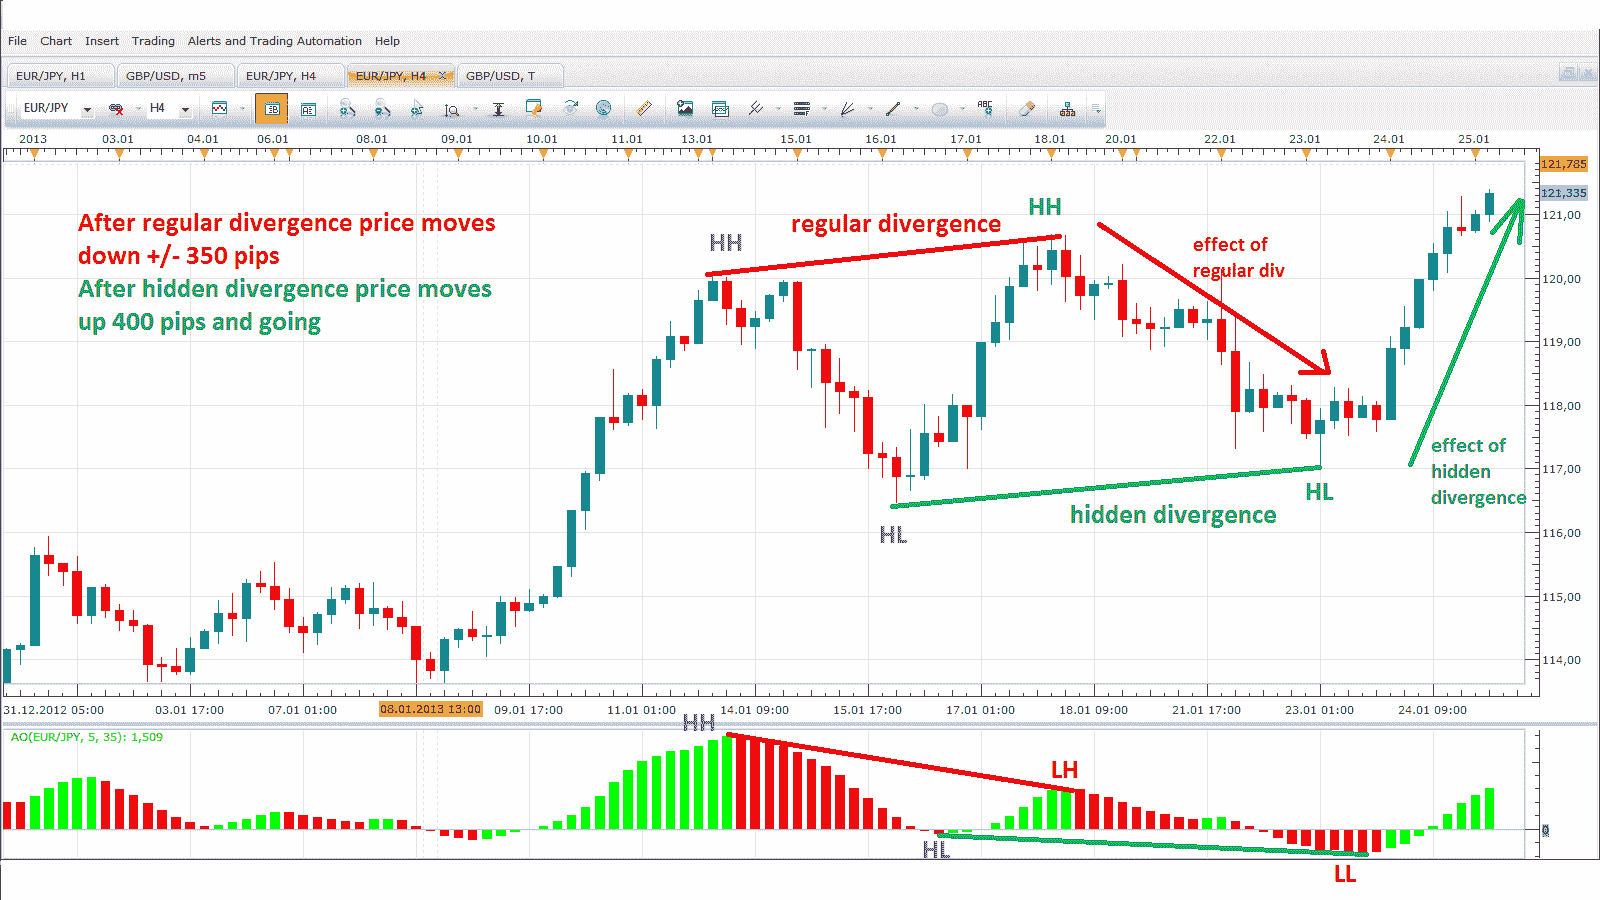 File Chart Insert Trading Alerts and Trading Automation Help
EUR/JPY, H1 GBP/USD, m5 EUR/JPY, H4 EUR/JPY, H4 GBP/USD, T
EUR/JPY H4 ABC
2013 03.01 04.01 06.01 08.01 09.01 10.01 11.01 13.01 15.01 16.01 17.01 18.01 20.01 22.01 23.01 24.01 25.01
121,785
121,335
121,00
120,00
119,00
118,00
117,00
116,00
115,00
114,00
After regular divergence price moves
down +/- 350 pips
After hidden divergence price moves
up 400 pips and going
HH
regular divergence
HH
effect of
regular div
HL
hidden divergence
HL
effect of
hidden
divergence
31.12.2012 05:00 03.01 17:00 07.01 01:00 08.01.2013 13:00 09.01 17:00 11.01 01:00 14.01 09:00 15.01 17:00 17.01 01:00 18.01 09:00 21.01 17:00 23.01 01:00 24.01 09:00
HH
AO(EUR/JPY, 5, 35): 1,509
LH
HL
LL